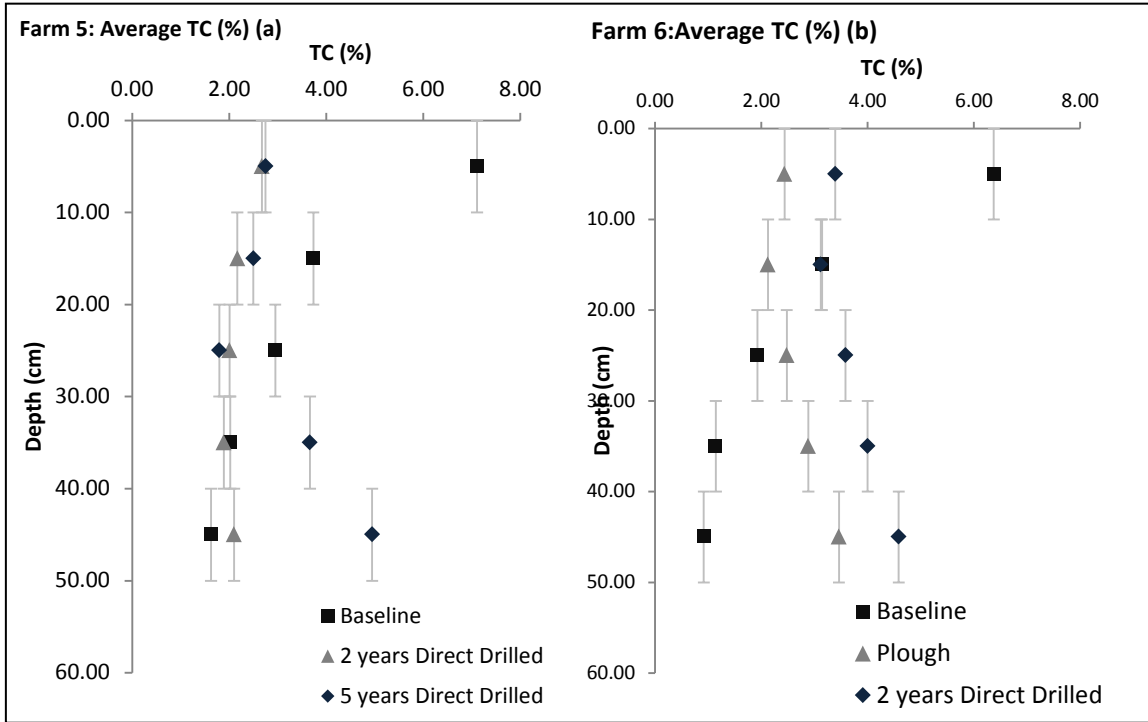 Farm 5: Average TC (%) (a)
TC (%)
0.00 2.00 4.00 6.00 8.00
0.00
10.00
20.00
30.00
40.00
50.00
60.00
Depth (cm)
Baseline
2 years Direct Drilled
5 years Direct Drilled
Farm 6:Average TC (%) (b)
TC (%)
0.00 2.00 4.00 6.00 8.00
0.00
10.00
20.00
30.00
40.00
50.00
60.00
Depth (cm)
Baseline
Plough
2 years Direct Drilled